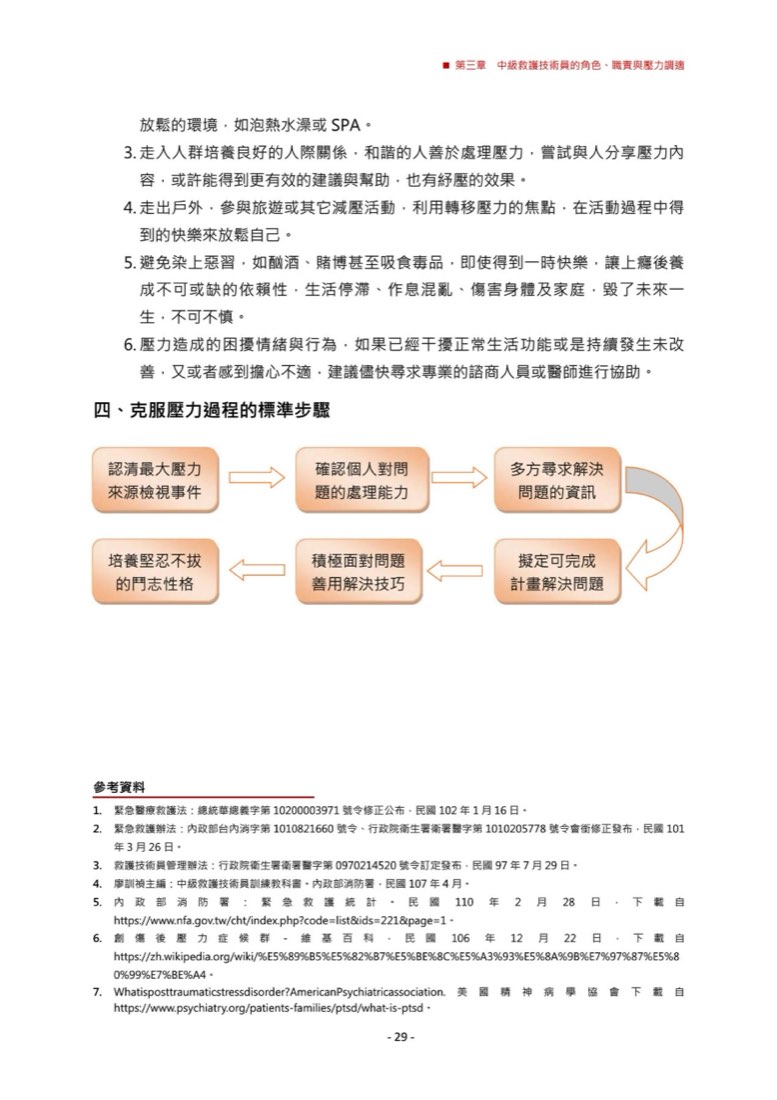 ■ 第三章　中級救護技術員的角色、職責與壓力調適
放鬆的環境，如泡熱水澡或 SPA。
3. 走入人群培養良好的人際關係，和諧的人善於處理壓力，嘗試與人分享壓力內
容，或許能得到更有效的建議與幫助，也有紓壓的效果。
4. 走出戶外，參與旅遊或其它減壓活動，利用轉移壓力的焦點，在活動過程中得
到的快樂來放鬆自己。
5. 避免染上惡習，如酗酒、賭博甚至吸食毒品，即使得到一時快樂，讓上癮後養
成不可或缺的依賴性，生活停滯、作息混亂、傷害身體及家庭，毀了未來一
生，不可不慎。
6. 壓力造成的困擾情緒與行為，如果已經干擾正常生活功能或是持續發生未改
善，又或者感到擔心不適，建議儘快尋求專業的諮商人員或醫師進行協助。
四、克服壓力過程的標準步驟
認清最大壓力
來源檢視事件
確認個人對問
題的處理能力
多方尋求解決
問題的資訊
擬定可完成
計畫解決問題
積極面對問題
善用解決技巧
培養堅忍不拔
的鬥志性格
參考資料
1. 緊急醫療救護法：總統華總義字第 10200003971 號令修正公布，民國 102 年 1 月 16 日。
2. 緊急救護辦法：內政部台內消字第 1010821660 號令、行政院衛生署衛署醫字第 1010205778 號令會銜修正發布，民國 101
年 3 月 26 日。
3. 救護技術員管理辦法：行政院衛生署衛署醫字第 0970214520 號令訂定發布，民國 97 年 7 月 29 日。
4. 廖訓禎主編：中級救護技術員訓練教科書。內政部消防署，民國 107 年 4 月。
5. 內政部消防署：緊急救護統計。民國 110 年 2 月 28 日，下載自
https://www.nfa.gov.tw/cht/index.php?code=list&ids=221&page=1。
6. 創傷後壓力症候群 - 維基百科，民國 106 年 12 月 22 日，下載自
https://zh.wikipedia.org/wiki/%E5%89%B5%E5%82%B7%E5%BE%8C%E5%A3%93%E5%8A%9B%E7%97%87%E5%8
0%99%E7%BE%A4。
7. Whatisposttraumaticstressdisorder?AmericanPsychiatricassociation. 美國精神病學協會下載自
https://www.psychiatry.org/patients-families/ptsd/what-is-ptsd。
- 29 -